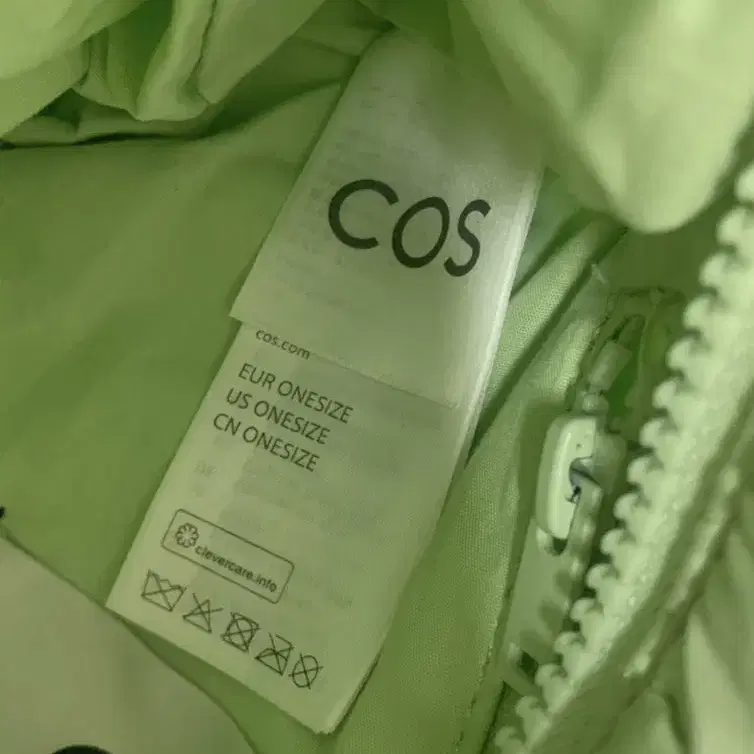 COS
cos.com
EUR ONESIZE
US ONESIZE
CN ONESIZE
clevercare.info